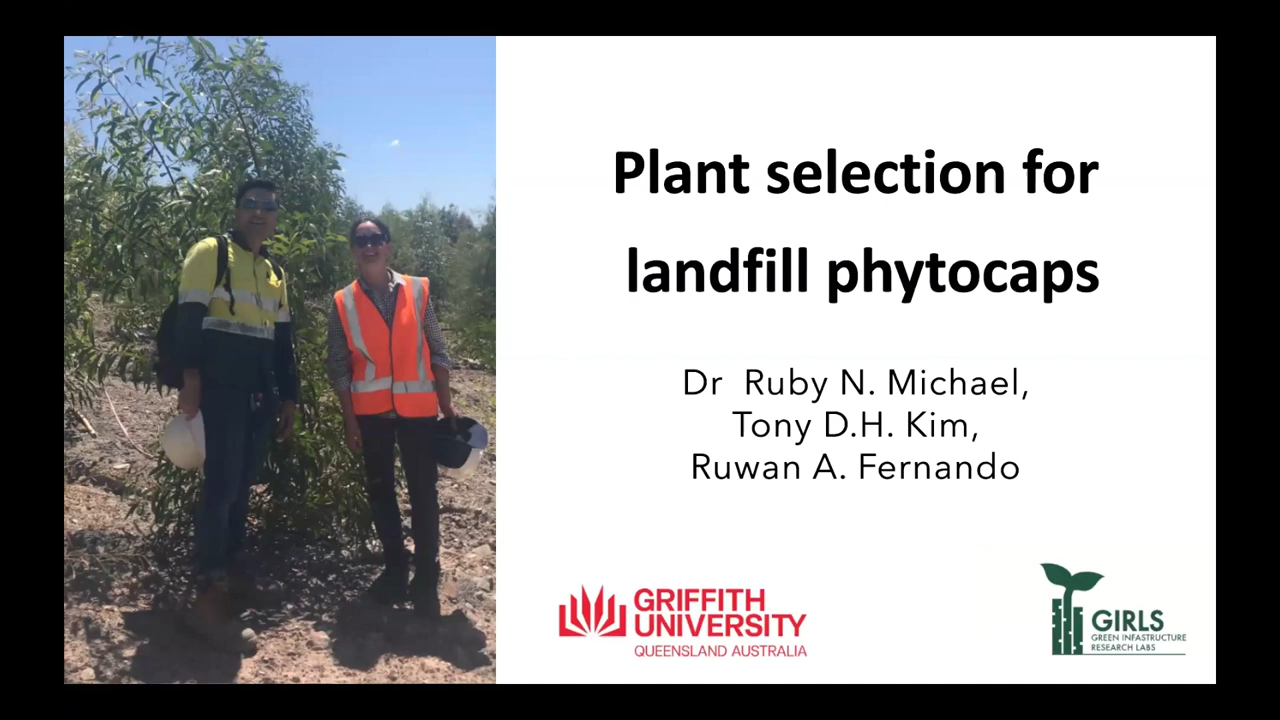 Plant selection for
landfill phytocaps
Dr Ruby N. Michael,
Tony D.H. Kim,
Ruwan A. Fernando
GRIFFITH
UNIVERSITY
QUEENSLAND AUSTRALIA
GIRLS
GREEN INFASTRUCTURE
RESEARCH LABS